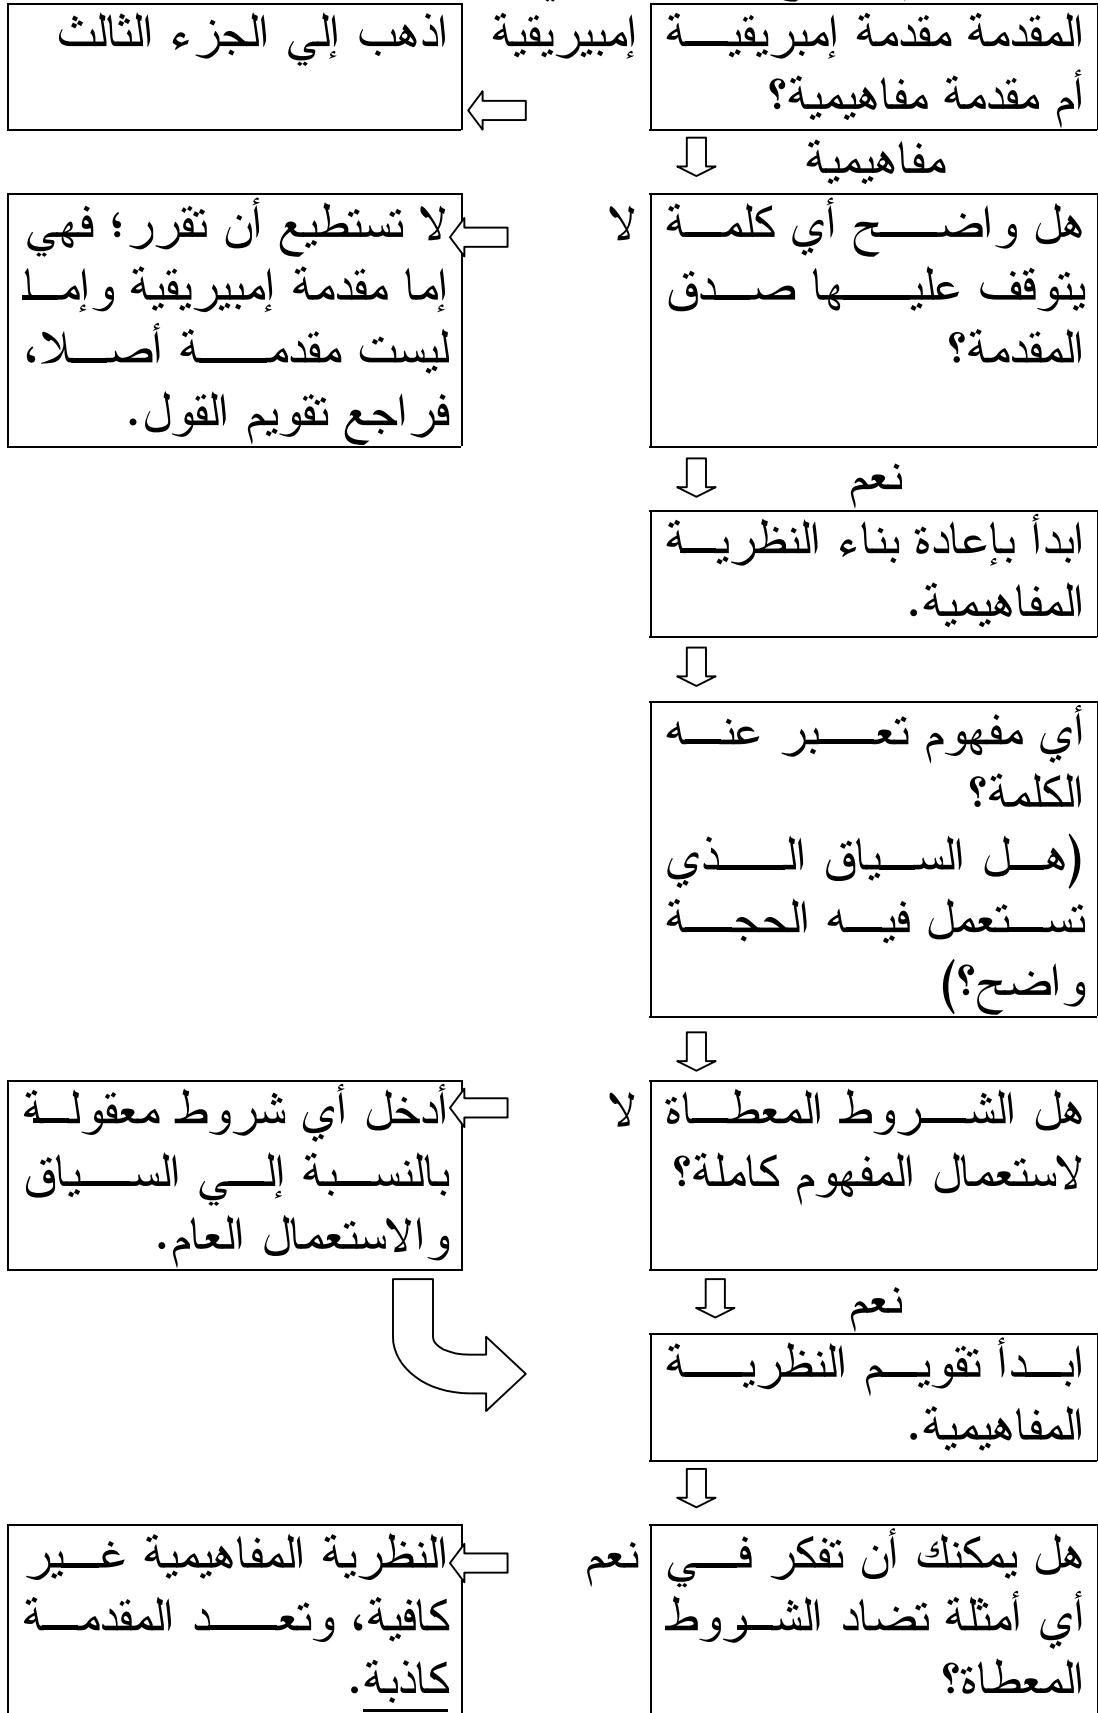 المقدمة مقدمة إمبريقية
أم مقدمة مفاهيمية؟
إمبيريقية
اذهب إلي الجزء الثالث
مفاهيمية
هل واضح أي كلمة
يتوقف عليها صدق
المقدمة؟
لا
لا تستطيع أن تقرر؛ فهي
إما مقدمة إمبيريقية وإما
ليست مقدمة أصلا،
فراجع تقويم القول.
نعم
ابدأ بإعادة بناء النظرية
المفاهيمية.
أي مفهوم تعبر عنه
الكلمة؟
(هل السياق الذي
تستعمل فيه الحجة
واضح؟)
هل الشروط المعطاة
لاستعمال المفهوم كاملة؟
لا
أدخل أي شروط معقولة
بالنسبة إلي السياق
والاستعمال العام.
نعم
ابدأ تقويم النظرية
المفاهيمية.
هل يمكنك أن تفكر في
أي أمثلة تضاد الشروط
المعطاة؟
نعم
النظرية المفاهيمية غير
كافية، وتعد المقدمة
كاذبة.